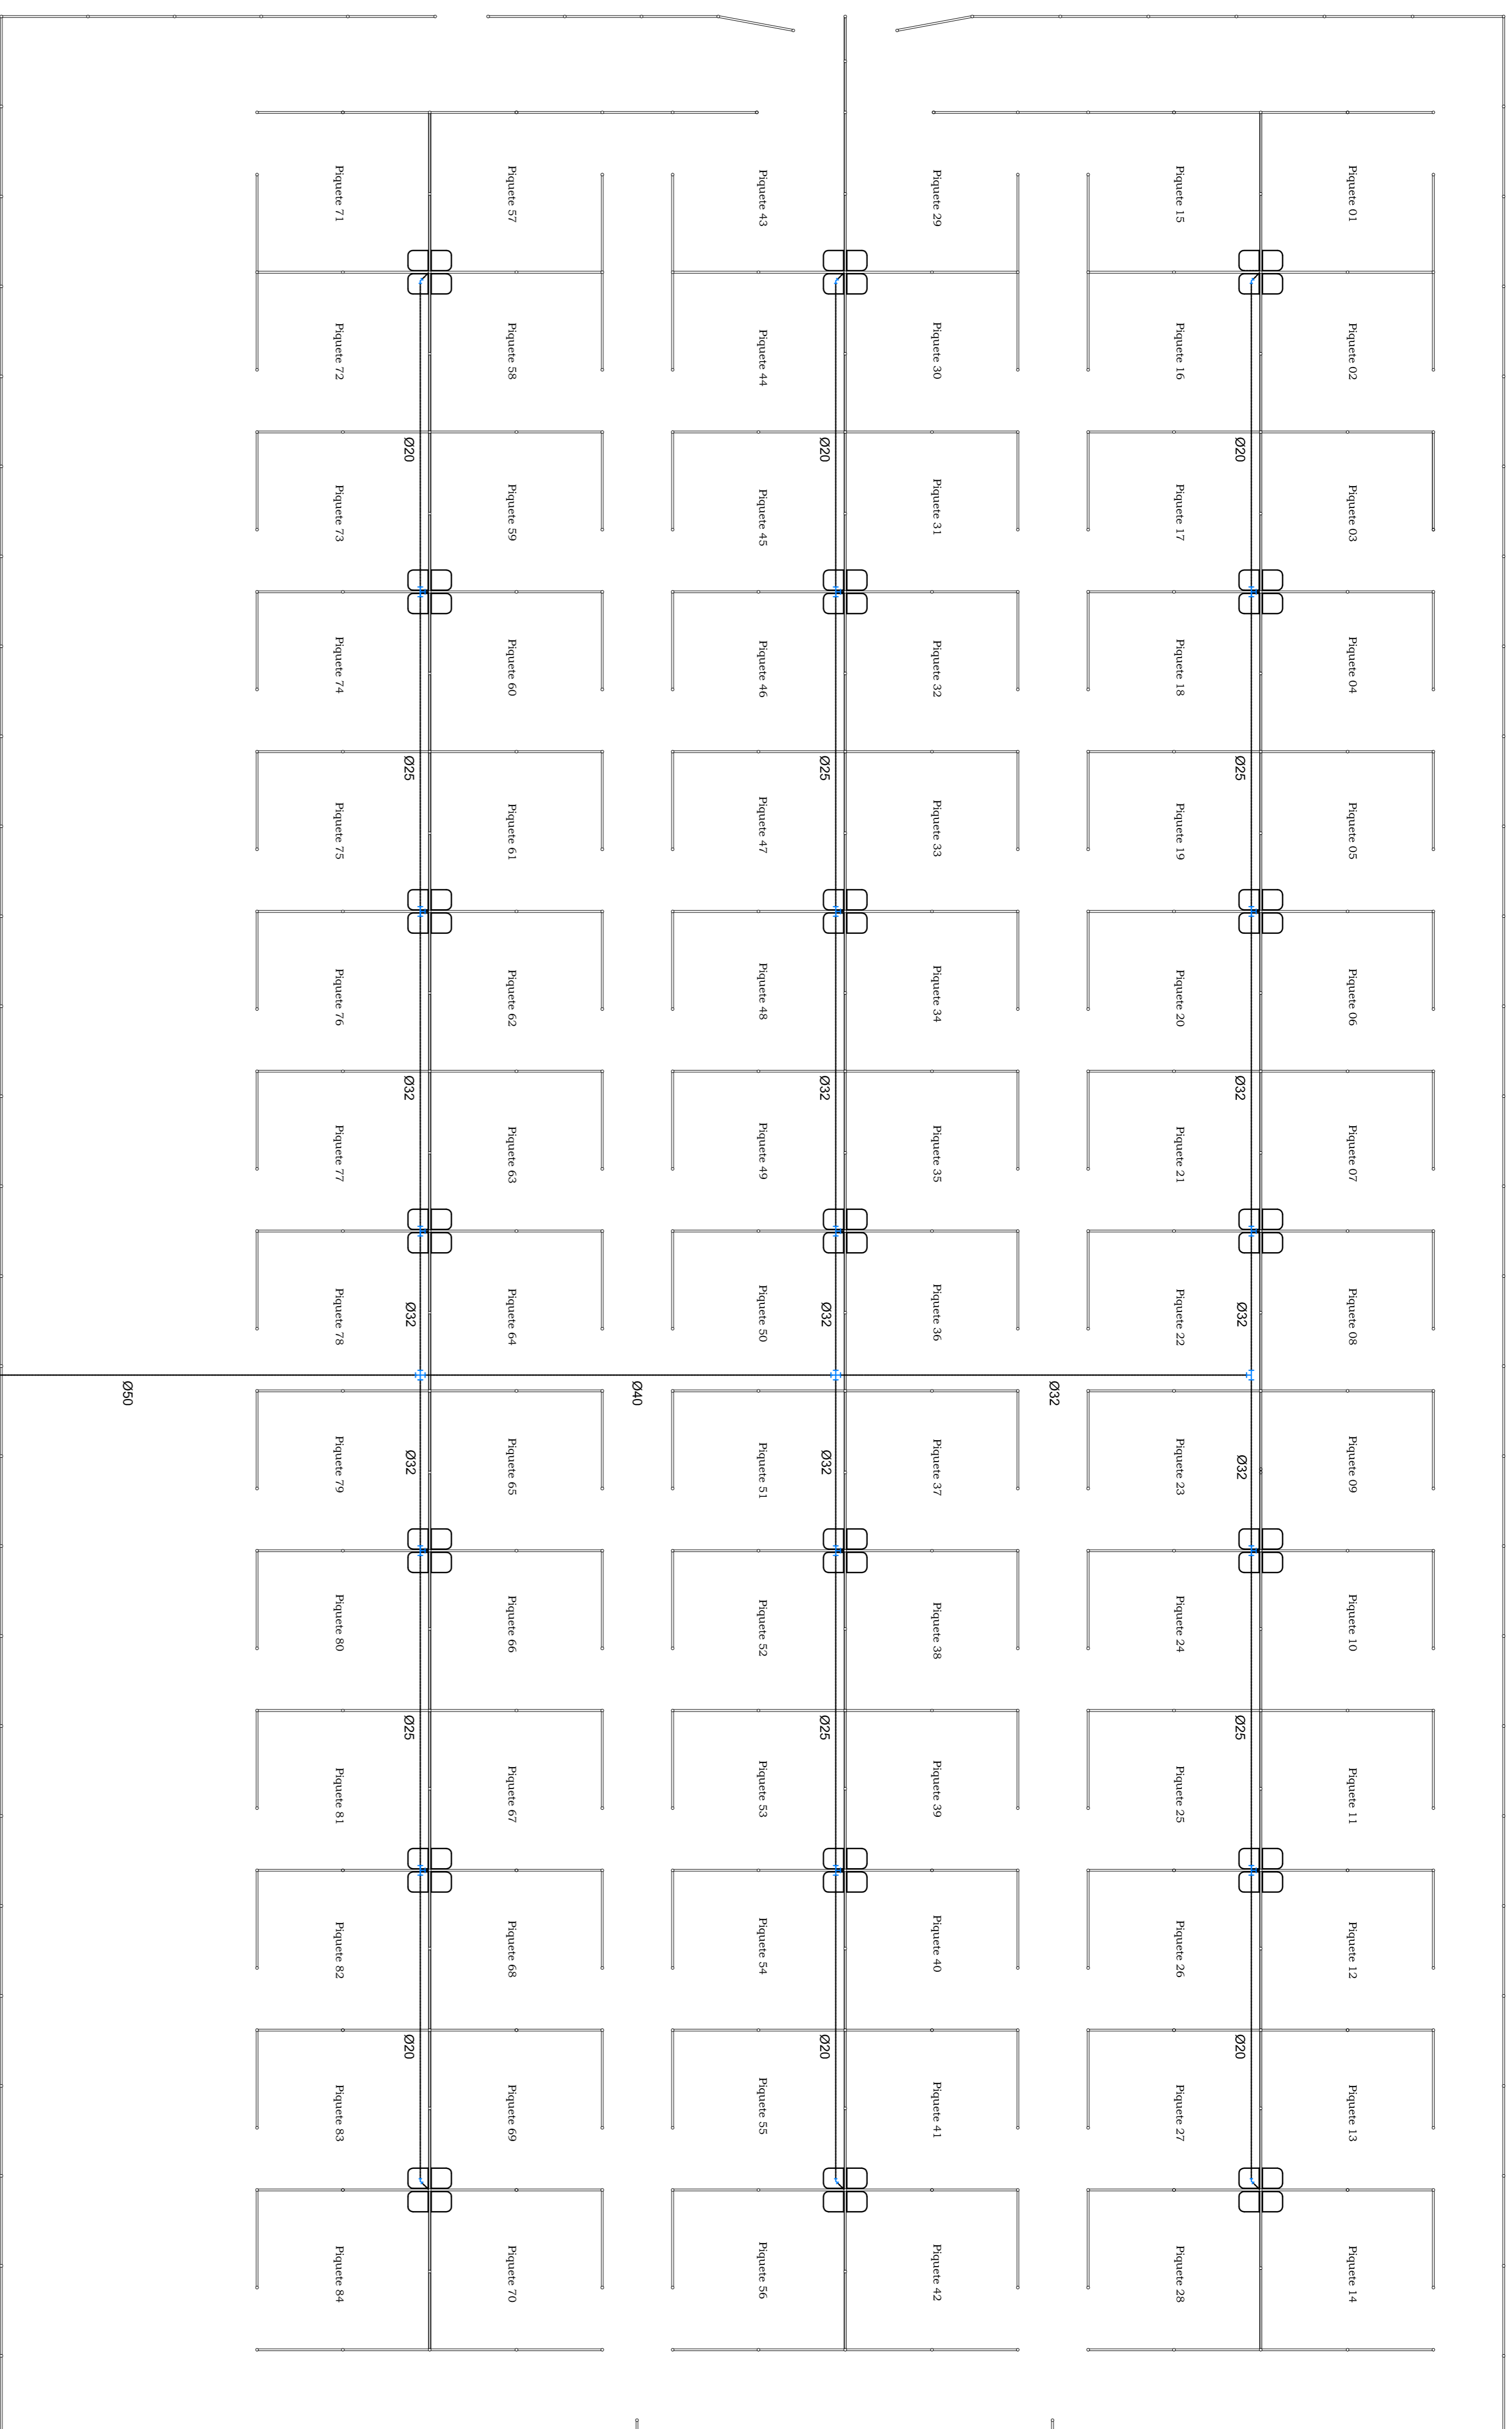 Piquete 01
Piquete 02
Piquete 03
Piquete 04
Piquete 05
Piquete 06
Piquete 07
Piquete 08
Piquete 09
Piquete 10
Piquete 11
Piquete 12
Piquete 13
Piquete 14
Ø20
Ø25
Ø32
Ø32
Ø32
Ø25
Ø20
Piquete 15
Piquete 16
Piquete 17
Piquete 18
Piquete 19
Piquete 20
Piquete 21
Piquete 22
Piquete 23
Piquete 24
Piquete 25
Piquete 26
Piquete 27
Piquete 28
Ø32
Piquete 29
Piquete 30
Piquete 31
Piquete 32
Piquete 33
Piquete 34
Piquete 35
Piquete 36
Piquete 37
Piquete 38
Piquete 39
Piquete 40
Piquete 41
Piquete 42
Ø20
Ø25
Ø32
Ø32
Ø32
Ø25
Ø20
Piquete 43
Piquete 44
Piquete 45
Piquete 46
Piquete 47
Piquete 48
Piquete 49
Piquete 50
Piquete 51
Piquete 52
Piquete 53
Piquete 54
Piquete 55
Piquete 56
Ø40
Piquete 57
Piquete 58
Piquete 59
Piquete 60
Piquete 61
Piquete 62
Piquete 63
Piquete 64
Piquete 65
Piquete 66
Piquete 67
Piquete 68
Piquete 69
Piquete 70
Ø20
Ø25
Ø32
Ø32
Ø32
Ø25
Ø20
Piquete 71
Piquete 72
Piquete 73
Piquete 74
Piquete 75
Piquete 76
Piquete 77
Piquete 78
Piquete 79
Piquete 80
Piquete 81
Piquete 82
Piquete 83
Piquete 84
Ø50